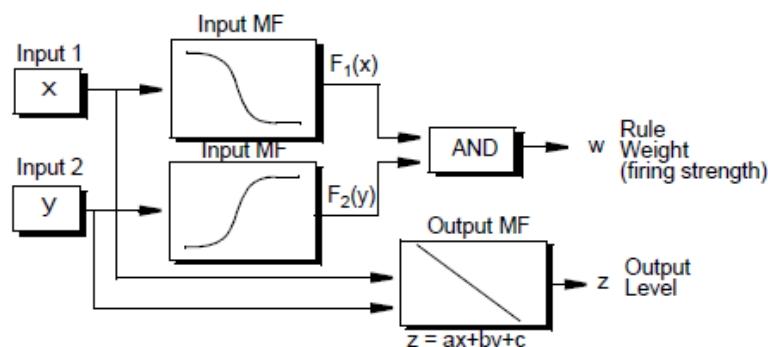 Input 1
x
Input MF
F1(x)
Input 2
y
Input MF
F2(y)
AND
w Rule
Weight
(firing strength)
Output MF
z Output
Level
z = ax+by+c